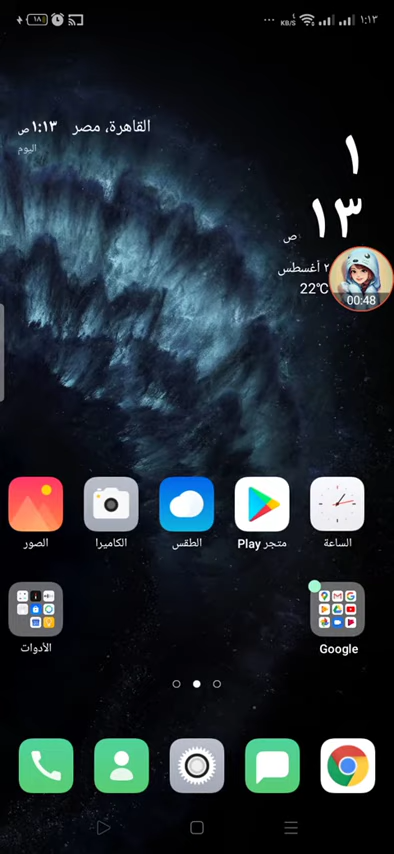 ١٨
٤
KB/S
١:١٣
القاهرة، مصر
١:١٣ ص
اليوم
١
١٣
ص
٢ أغسطس
22°C
00:48
الساعة
متجر Play
الطقس
الكاميرا
الصور
Google
الأدوات